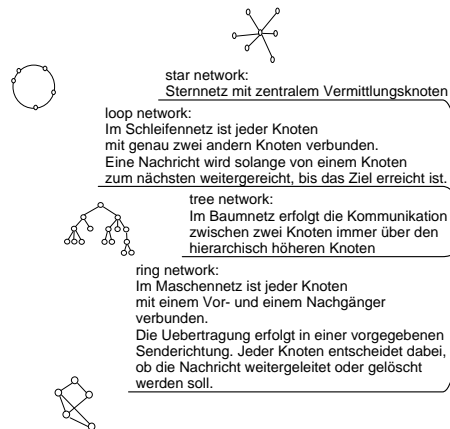 star network:
Sternnetz mit zentralem Vermittlungsknoten
loop network:
Im Schleifennetz ist jeder Knoten
mit genau zwei andern Knoten verbunden.
Eine Nachricht wird solange von einem Knoten
zum nächsten weitergereicht, bis das Ziel erreicht ist.
tree network:
Im Baumnetz erfolgt die Kommunikation
zwischen zwei Knoten immer über den
hierarchisch höheren Knoten
ring network:
Im Maschennetz ist jeder Knoten
mit einem Vor- und einem Nachgänger
verbunden.
Die Uebertragung erfolgt in einer vorgegebenen
Senderichtung. Jeder Knoten entscheidet dabei,
ob die Nachricht weitergeleitet oder gelöscht
werden soll.